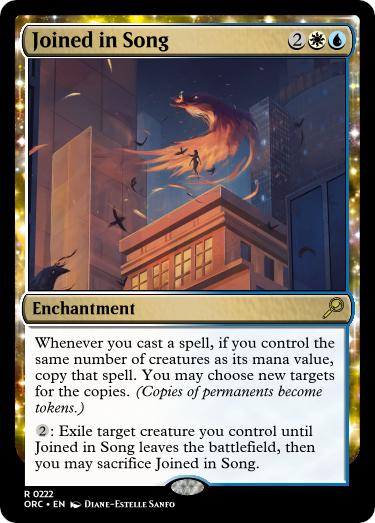 Joined in Song 2
Enchantment
Whenever you cast a spell, if you control the
same number of creatures as its mana value,
copy that spell. You may choose new targets
for the copies. (Copies of permanents become
tokens.)
2: Exile target creature you control until
Joined in Song leaves the battlefield, then
you may sacrifice Joined in Song.
R 0222
ORC • EN Diane-Estelle Sanfo